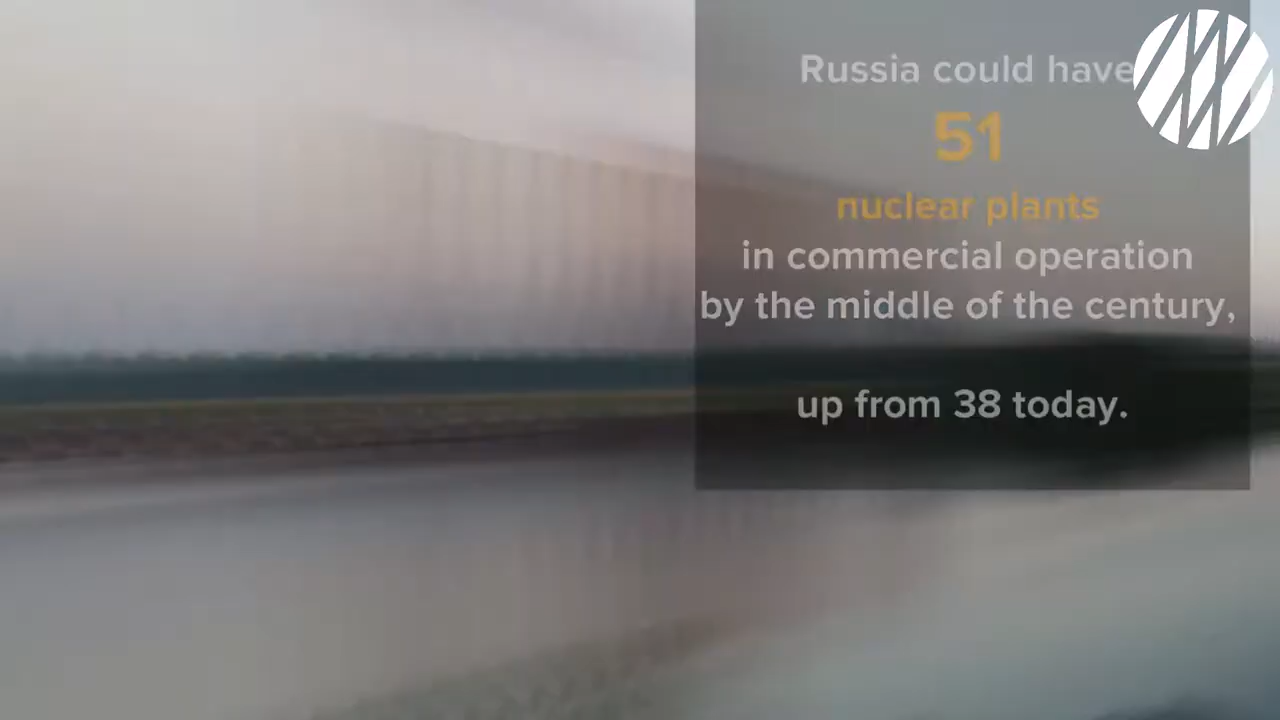 Russia could have
51
nuclear plants
in commercial operation
by the middle of the century,
up from 38 today.